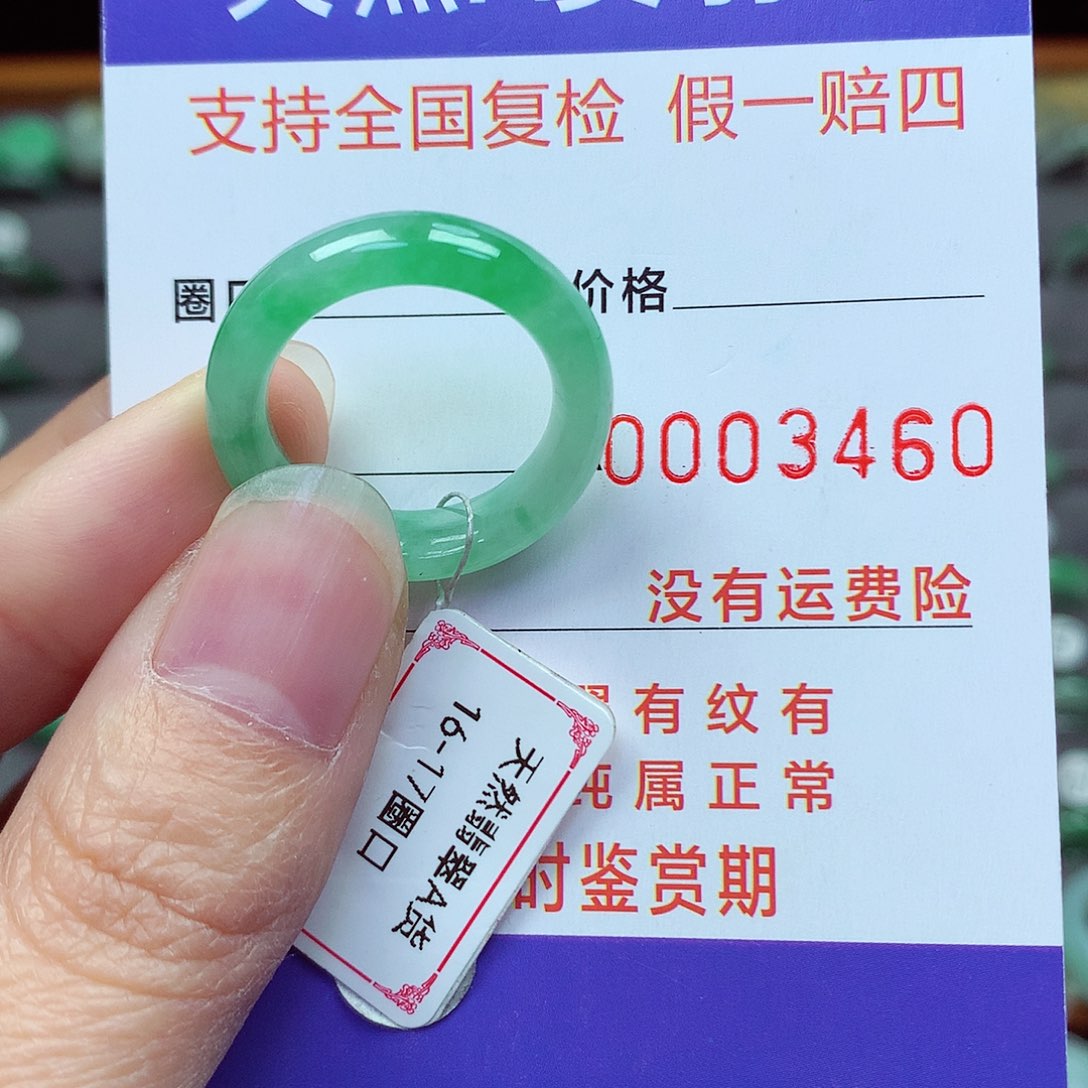 支持全国复检 假一赔四
圈口 价格
0003460
没有运费险
有纹有
纯属正常
时鉴赏期
天然翡翠A货
16-17圈口